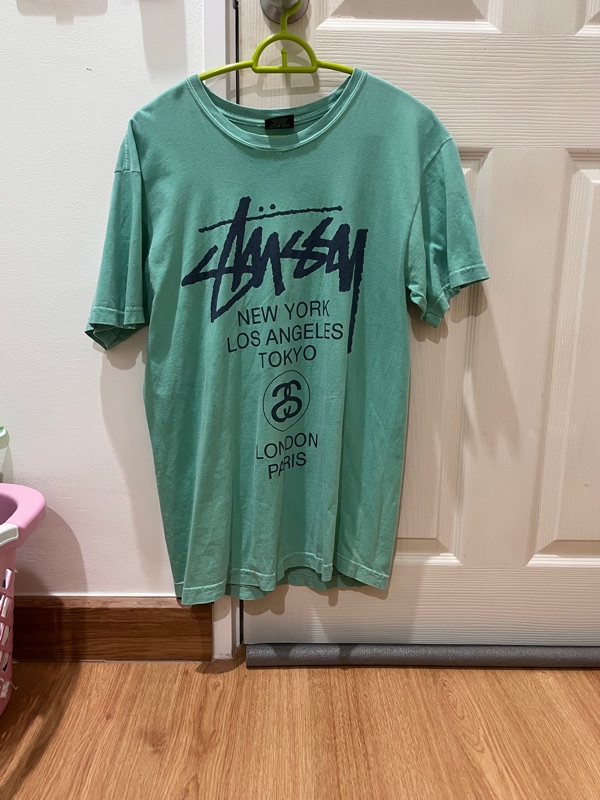 Stüssy
NEW YORK
LOS ANGELES
TOKYO
LONDON
PARIS